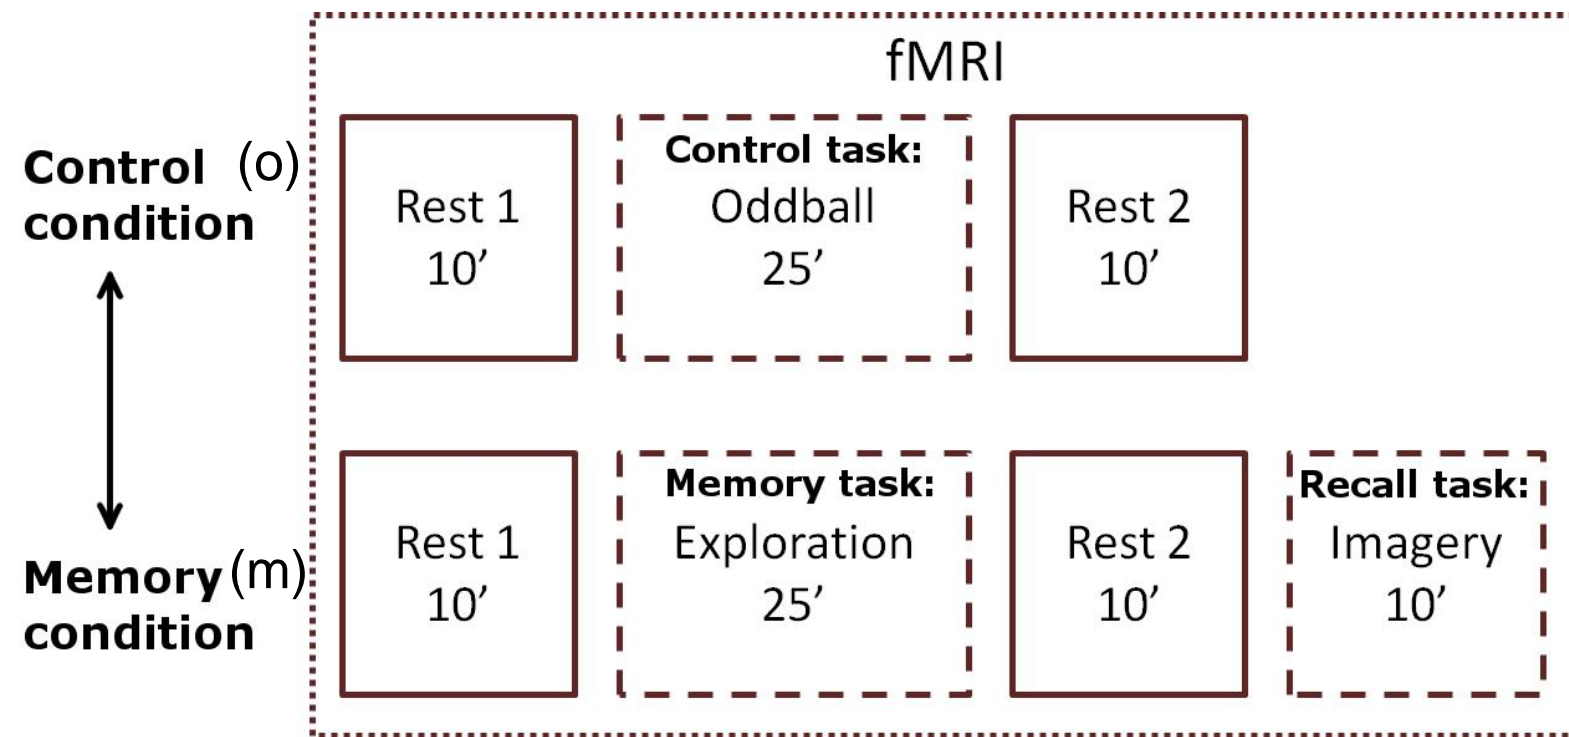 fMRI
Control (o)
condition
Rest 1
10’
Control task:
Oddball
25’
Rest 2
10’
Memory (m)
condition
Rest 1
10’
Memory task:
Exploration
25’
Rest 2
10’
Recall task:
Imagery
10’